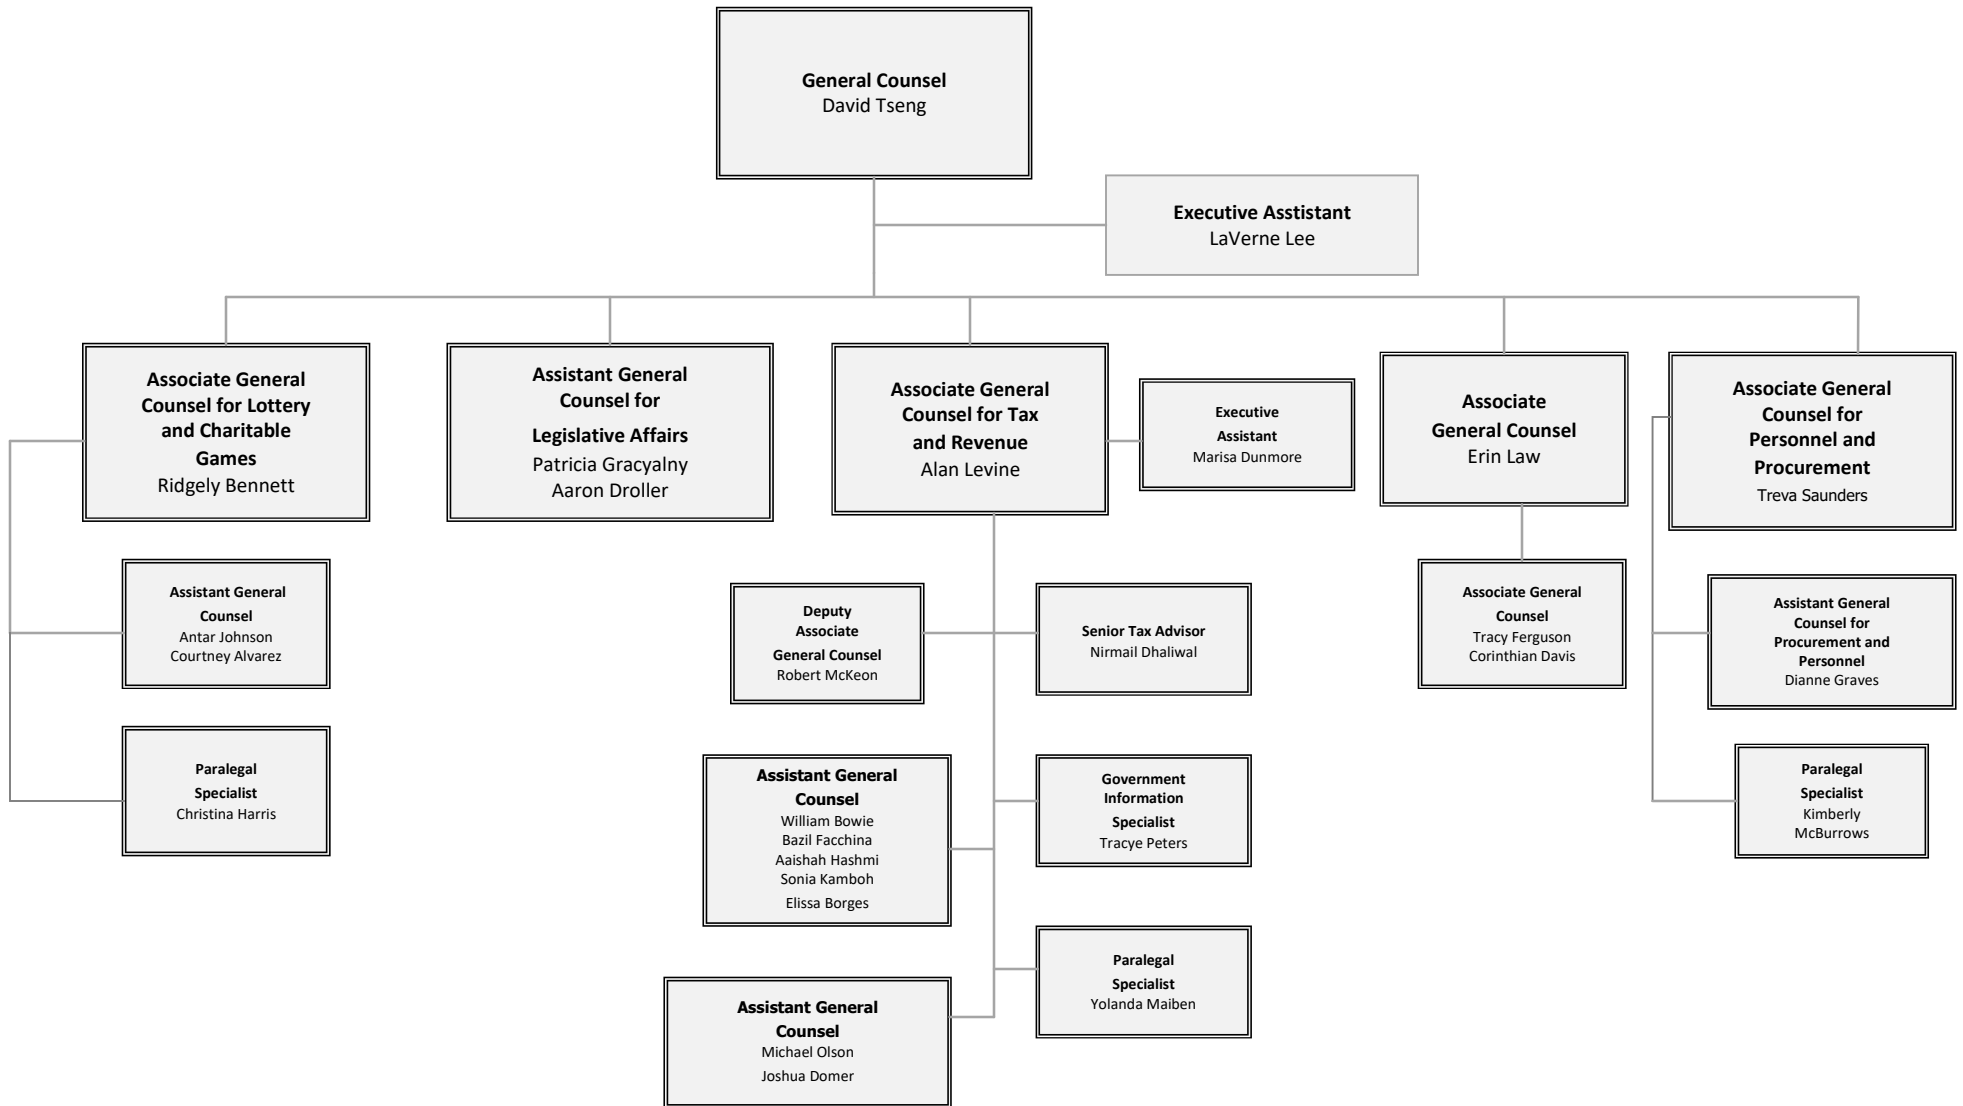 General Counsel
David Tseng
Executive Asstistant
LaVerne Lee
Associate General
Counsel for Lottery
and Charitable
Games
Ridgely Bennett
Assistant General
Counsel for
Legislative Affairs
Patricia Gracyalny
Aaron Droller
Associate General
Counsel for Tax
and Revenue
Alan Levine
Executive
Assistant
Marisa Dunmore
Associate
General Counsel
Erin Law
Associate General
Counsel for
Personnel and
Procurement
Treva Saunders
Assistant General
Counsel
Antar Johnson
Courtney Alvarez
Deputy
Associate
General Counsel
Robert McKeon
Senior Tax Advisor
Nirmail Dhaliwal
Associate General
Counsel
Tracy Ferguson
Corinthian Davis
Assistant General
Counsel for
Procurement and
Personnel
Dianne Graves
Paralegal
Specialist
Christina Harris
Assistant General
Counsel
William Bowie
Bazil Facchina
Aaishah Hashmi
Sonia Kamboh
Elissa Borges
Government
Information
Specialist
Tracye Peters
Paralegal
Specialist
Kimberly
McBurrows
Paralegal
Specialist
Yolanda Maiben
Assistant General
Counsel
Michael Olson
Joshua Domer